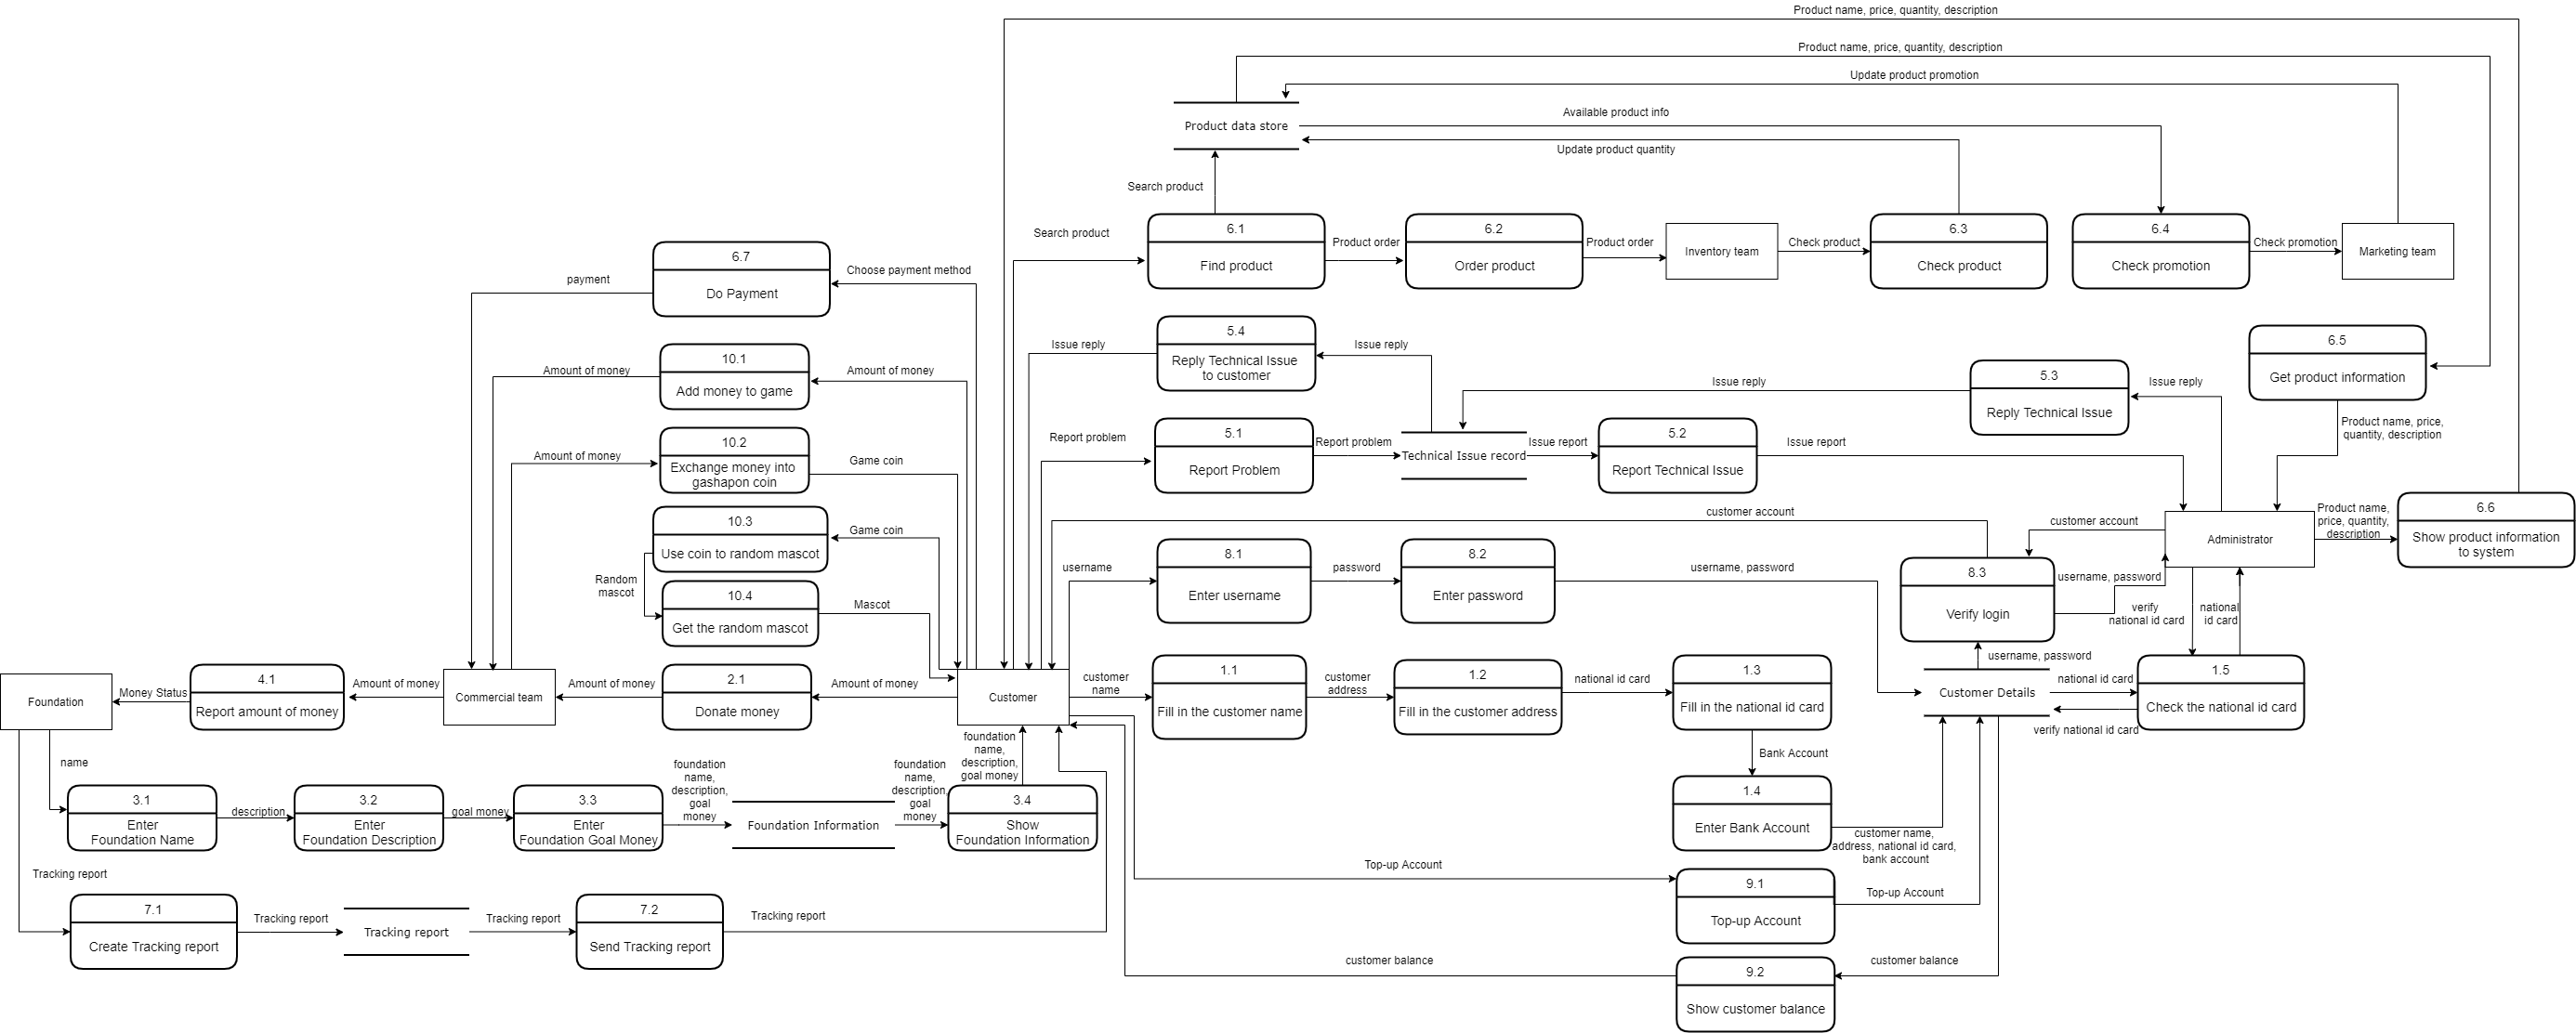 Product name, price, quantity, description
Product name, price, quantity, description
Update product promotion
Product data store
Available product info
Update product quantity
Search product
Search product
6.1
Find product
Product order
6.2
Order product
Product order
Inventory team
Check product
6.3
Check product
6.4
Check promotion
Check promotion
Marketing team
6.7
Do Payment
payment
Choose payment method
5.4
Reply Technical Issue
to customer
Issue reply
Issue reply
6.5
Get product information
10.1
Add money to game
Amount of money
Amount of money
Issue reply
5.3
Reply Technical Issue
Issue reply
Product name, price,
quantity, description
10.2
Exchange money into
gashapon coin
Amount of money
Game coin
Report problem
5.1
Report Problem
Report problem
Technical Issue record
Issue report
5.2
Report Technical Issue
Issue report
10.3
Use coin to random mascot
Game coin
Random
mascot
customer account
customer account
Administrator
Product name,
price, quantity,
description
6.6
Show product information
to system
10.4
Get the random mascot
Mascot
username
8.1
Enter username
password
8.2
Enter password
username, password
8.3
Verify login
username, password
verify
national id card
national
id card
username, password
Foundation
Money Status
4.1
Report amount of money
Amount of money
Commercial team
Amount of money
2.1
Donate money
Amount of money
Customer
customer
name
1.1
Fill in the customer name
customer
address
1.2
Fill in the customer address
national id card
1.3
Fill in the national id card
Customer Details
national id card
1.5
Check the national id card
verify national id card
name
3.1
Enter
Foundation Name
description
3.2
Enter
Foundation Description
goal money
3.3
Enter
Foundation Goal Money
foundation
name,
description,
goal
money
Foundation Information
foundation
name,
description,
goal
money
foundation
name,
description,
goal money
3.4
Show
Foundation Information
Bank Account
1.4
Enter Bank Account
customer name,
address, national id card,
bank account
Tracking report
7.1
Create Tracking report
Tracking report
Tracking report
Tracking report
7.2
Send Tracking report
Tracking report
Top-up Account
9.1
Top-up Account
Top-up Account
customer balance
9.2
Show customer balance
customer balance